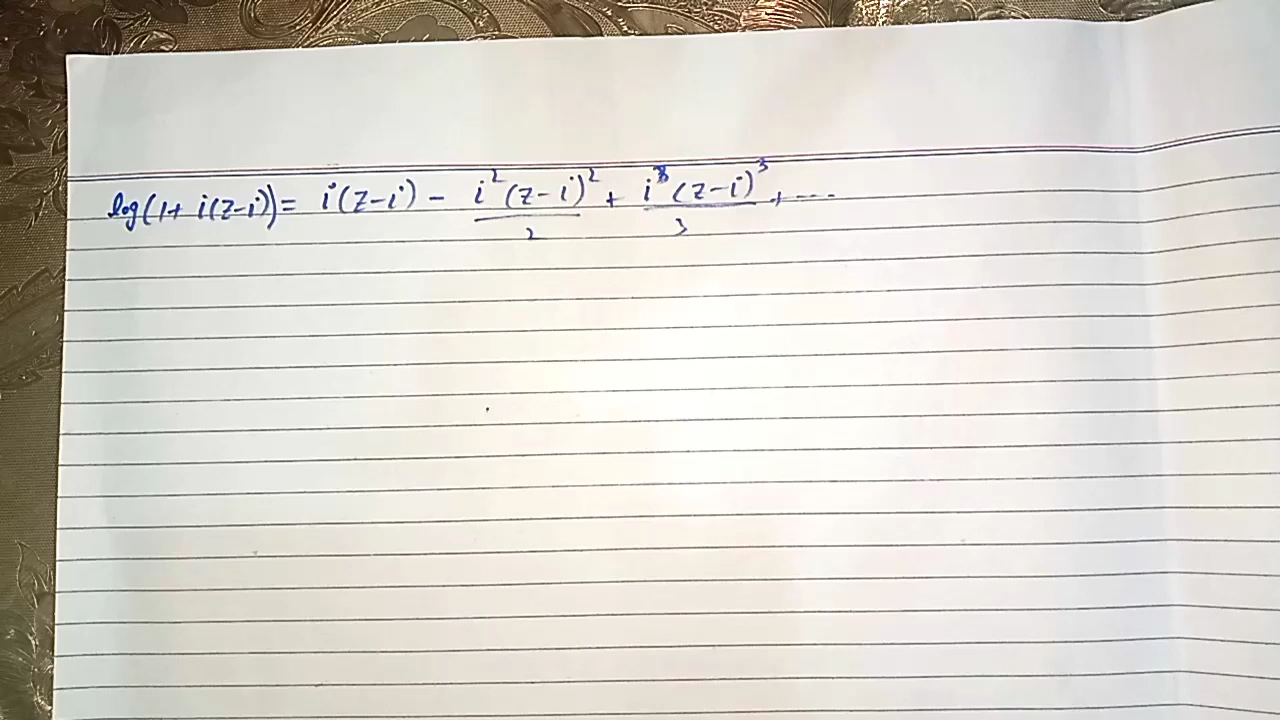 log(1+ i(z-i)) = i(z-i) - i²(z-i)²/2 + i³(z-i)³/3 + ....